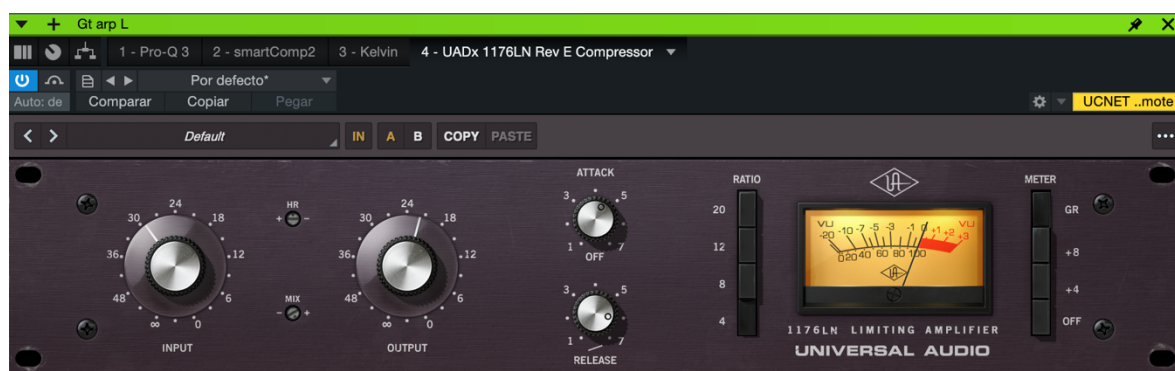 Gt arp L
1 - Pro-Q 3 2 - smartComp2 3 - Kelvin 4 - UADx 1176LN Rev E Compressor
Por defecto*
Auto: de Comparar Copiar Pegar UCNET ..mote
Default IN A B COPY PASTE
ATTACK
RATIO
METER
24
30 18
36 12
48 6
∞ 0
INPUT
HR
+ -
MIX
- +
24
30 18
36 12
48 6
∞ 0
OUTPUT
3 5
1 7
OFF
3 5
1 7
RELEASE
20
12
8
4
UA
VU VU
-20 -10 -7 -5 -3 -1 0 +1 +2 +3
0 20 40 60 80 100
UA
GR
+8
+4
OFF
1176LN LIMITING AMPLIFIER
UNIVERSAL AUDIO